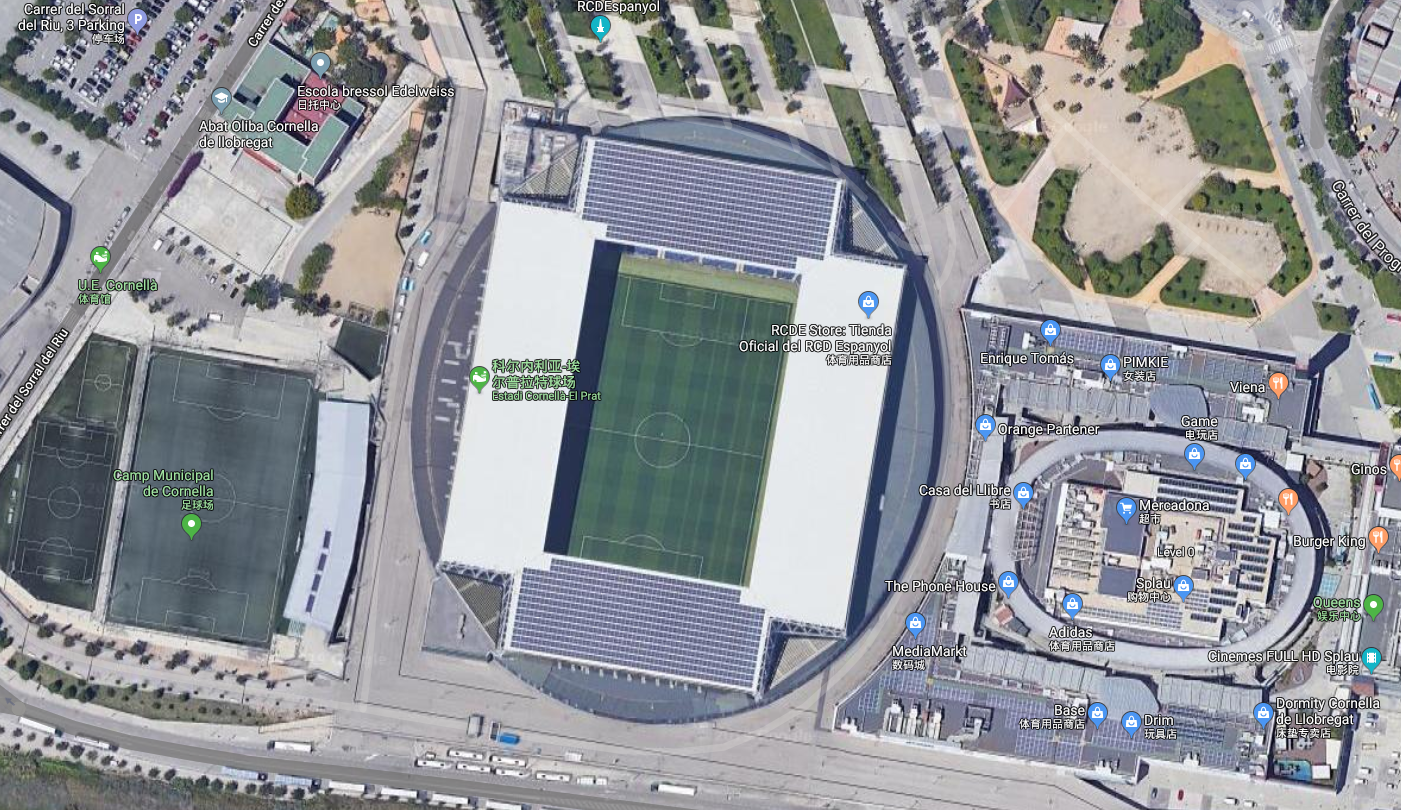 Carrer del Sorral
del Riu, 3 Parking
停车场
Carrer de
RCDEspanyol
Escola bressol Edelweiss
日托中心
Abat Oliba Cornella
de llobregat
U.E. Cornellà
体育馆
Carrer del Prog
RCDE Store: Tienda
Oficial del RCD Espanyol
体育用品商店
科尔内利亚-埃
尔普拉特球场
Estadi Cornellà-El Prat
Enrique Tomás
PIMKIE
女装店
Viena
Game
电玩店
Orange Partener
rer del Sorral del Riu
Camp Municipal
de Cornella
足球场
Casa del Llibre
书店
Mercadona
超市
Ginos
Burger King
Level 0
The Phone House
Splau
购物中心
Queens
娱乐中心
Adidas
体育用品商店
MediaMarkt
数码城
Cinemes FULL HD Splau
电影院
Base
体育用品商店
Drim
玩具店
Dormity Cornella
de Llobregat
床垫专卖店